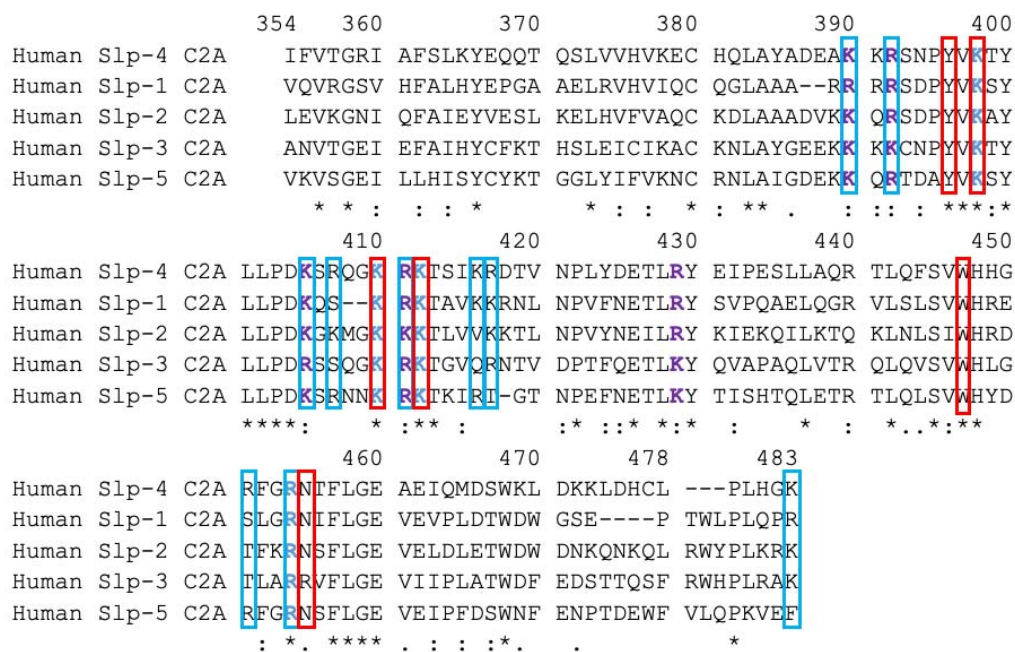 354 360 370 380 390 400
Human Slp-4 C2A IFVTGRI AFSLKYEQQT QSLVVHVKEC HQLAYADEAK KRSNPYVKTY
Human Slp-1 C2A VQVRGSV HFALHYEPGA AELRVHVIQC QGLAAA--RR RRSDPYVKSY
Human Slp-2 C2A LEVKGNI QFAIEYVESL KELHVFVAQC KDLAAADVKK QRSDPYVKAY
Human Slp-3 C2A ANVTGEI EFAIHYCFKT HSLEICIKAC KNLAYGEEKK KKCNPYVKTY
Human Slp-5 C2A VKVSGEI LLHISYCYKT GGLYIFVKNC RNLAIGDEKK QRTDAYVKSY
* * : : : * * : : * : * * . : : : : * * * : *
410 420 430 440 450
Human Slp-4 C2A LLPDKSRQGK RKTSIKRDTV NPLYDETLRY EIPESLLAQR TLQFSVWHHG
Human Slp-1 C2A LLPDKQS--K RKTAVKKRNL NPVFNETLRY SVPQAELQGR VLSLSVWHRE
Human Slp-2 C2A LLPDKGKMGK KKTLVVKKTL NPVYNEILRY KIEKQILKTQ KLNLSIWHRD
Human Slp-3 C2A LLPDRSSQGK RKTGVQRNTV DPTFQETLKY QVAPAQLVTR QLQVSVWHLG
Human Slp-5 C2A LLPDKSRNNK RKTKIRI-GT NPEFNETLKY TISHTQLETR TLQLSVWHYD
****: * :** : :* :: * *:* : * : *..*:**
460 470 478 483
Human Slp-4 C2A RFGRNTFLGE AEIQMDSWKL DKKLDHCL ---PLHGK
Human Slp-1 C2A SLGRNIFLGE VEVPLDTWDW GSE----P TWLPLQPR
Human Slp-2 C2A TFKRNSFLGE VELDLETWDW DNKQNKQL RWYPLKRK
Human Slp-3 C2A TLARRVFLGE VIIPLATWDF EDSTTQSF RWHPLRAK
Human Slp-5 C2A RFGRNSFLGE VEIPFDSWNF ENPTDEWF VLQPKVEF
: *. **** . : : :*. . *